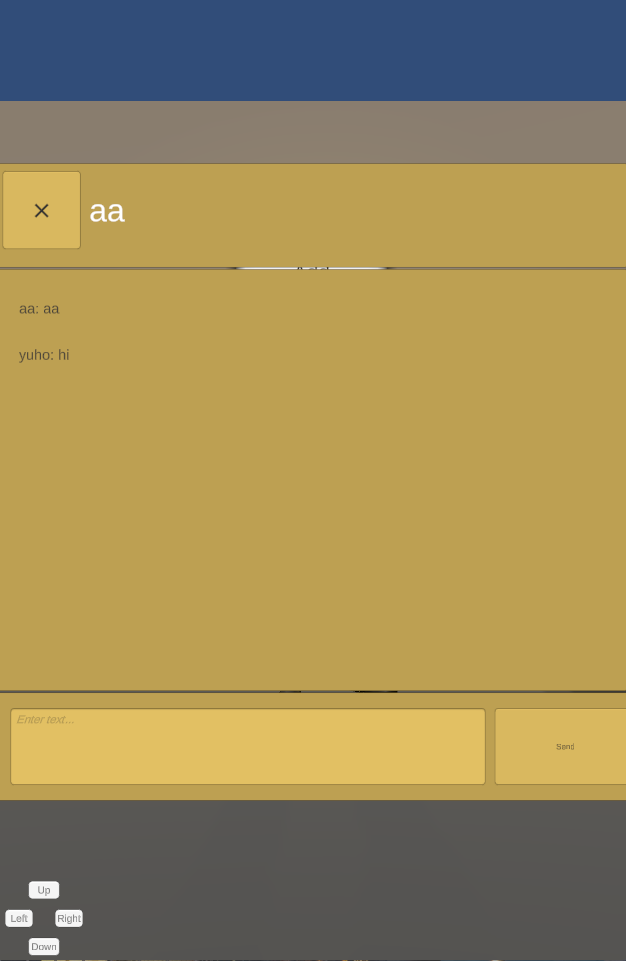 aa
aa: aa
yuho: hi
Enter text...
Send
Up
Left Right
Down